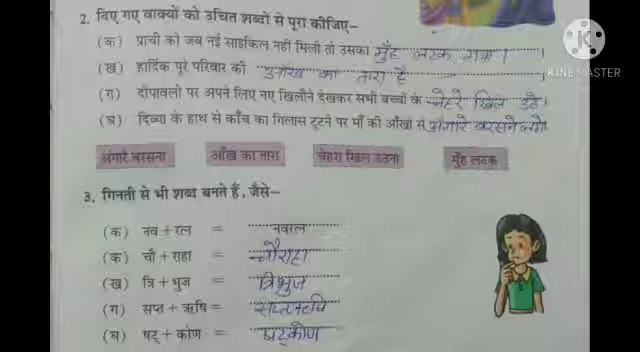 2. दिए गए वाक्यों को उचित शब्दों से पूरा कीजिए–
(क) प्राची को जब नई साइकिल नहीं मिली तो उसका मुँह लटक गया।
(ख) हार्दिक पूरे परिवार की आँख का तारा है
(ग) दीपावली पर अपने लिए नए खिलौने देखकर सभी बच्चों के चेहरे खिल उठे।
(घ) दिव्या के हाथ से काँच का गिलास टूटने पर माँ की आँखों से अंगारे बरसने लगे
अंगारे बरसना आँख का तारा चेहरा खिल उठना मुँह लटक
3. गिनती से भी शब्द बनते हैं, जैसे–
(क) नव + रत्न = नवरत्न
(क) चौ + राहा = चौराहा
(ख) त्रि + भुज = त्रिभुज
(ग) सप्त + ऋषि = सप्तऋषि
(घ) षट् + कोण = षट्कोण
KINEMASTER